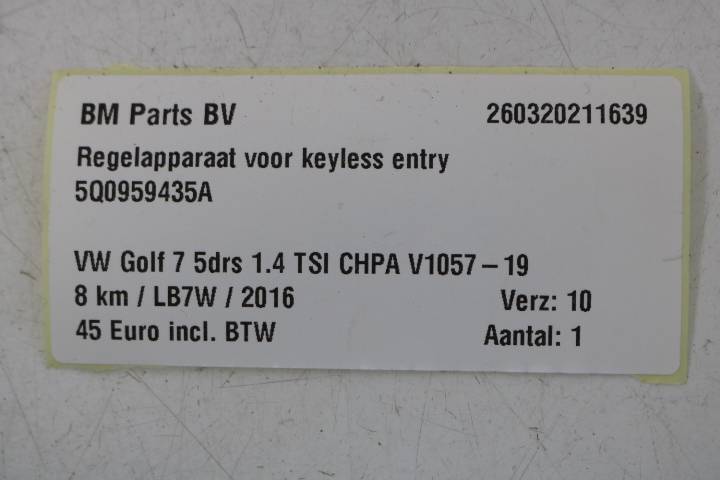 BM Parts BV 260320211639
Regelapparaat voor keyless entry
5Q0959435A
VW Golf 7 5drs 1.4 TSI CHPA V1057-19
8 km / LB7W / 2016 Verz: 10
45 Euro incl. BTW Aantal: 1